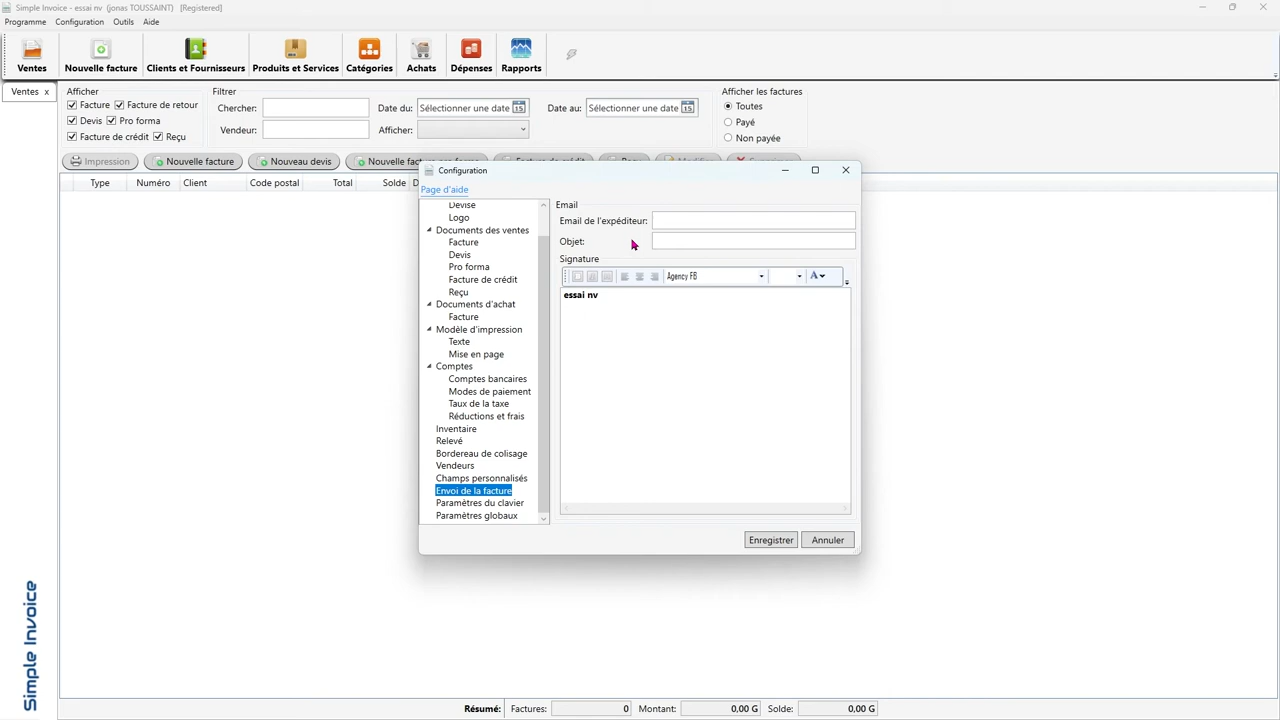 Simple Invoice - essai nv (jonas TOUSSAINT) [Registered]
Programme Configuration Outils Aide
Ventes Nouvelle facture Clients et Fournisseurs Produits et Services Catégories Achats Dépenses Rapports
Ventes x
Afficher
Facture Facture de retour
Devis Pro forma
Facture de crédit Reçu
Filtrer
Chercher: Date du: Sélectionner une date 15 Date au: Sélectionner une date 15
Vendeur: Afficher:
Afficher les factures
Toutes
Payé
Non payée
Impression Nouvelle facture Nouveau devis
Type Numéro Client Code postal Total Solde
Configuration
Page d'aide
Devise
Logo
Documents des ventes
Facture
Devis
Pro forma
Facture de crédit
Reçu
Documents d'achat
Facture
Modèle d'impression
Texte
Mise en page
Comptes
Comptes bancaires
Modes de paiement
Taux de la taxe
Réductions et frais
Inventaire
Relevé
Bordereau de colisage
Vendeurs
Champs personnalisés
Envoi de la facture
Paramètres du clavier
Paramètres globaux
Email
Email de l'expéditeur:
Objet:
Signature
Agency FB A
essai nv
Enregistrer Annuler
Simple Invoice
Résumé: Factures: 0 Montant: 0,00 G Solde: 0,00 G